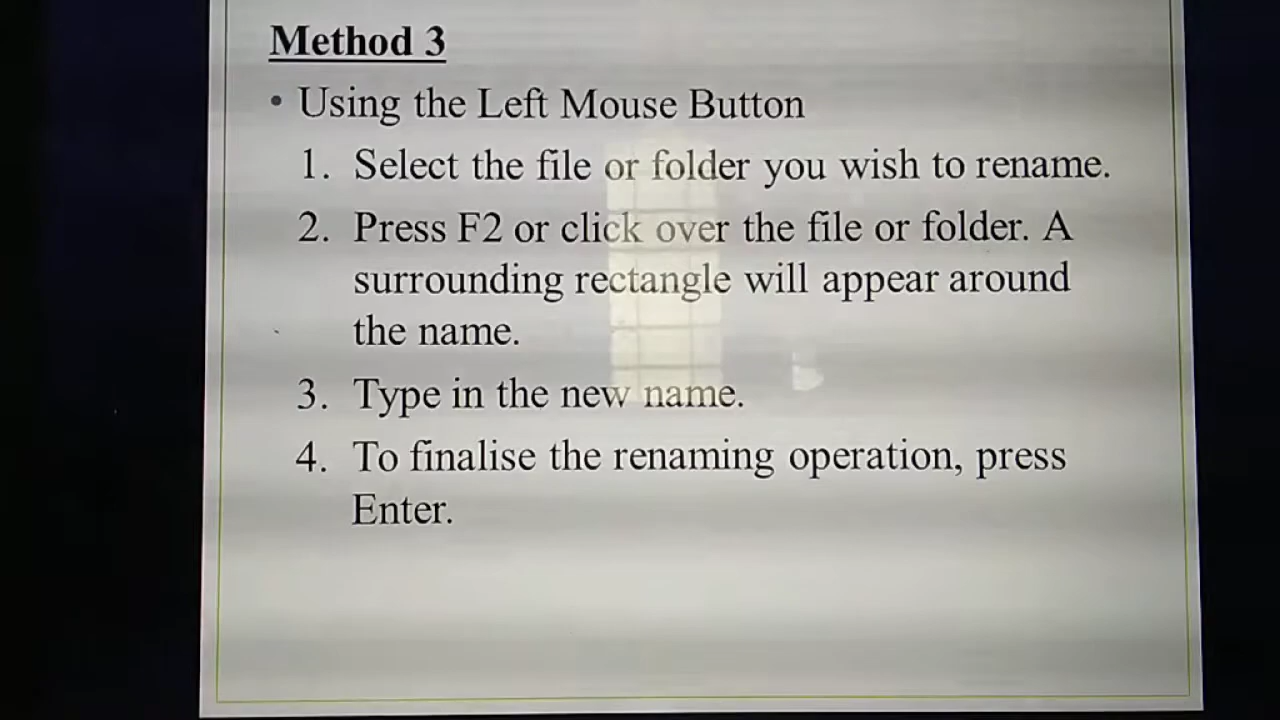 Method 3
• Using the Left Mouse Button
1. Select the file or folder you wish to rename.
2. Press F2 or click over the file or folder. A
surrounding rectangle will appear around
the name.
3. Type in the new name.
4. To finalise the renaming operation, press
Enter.